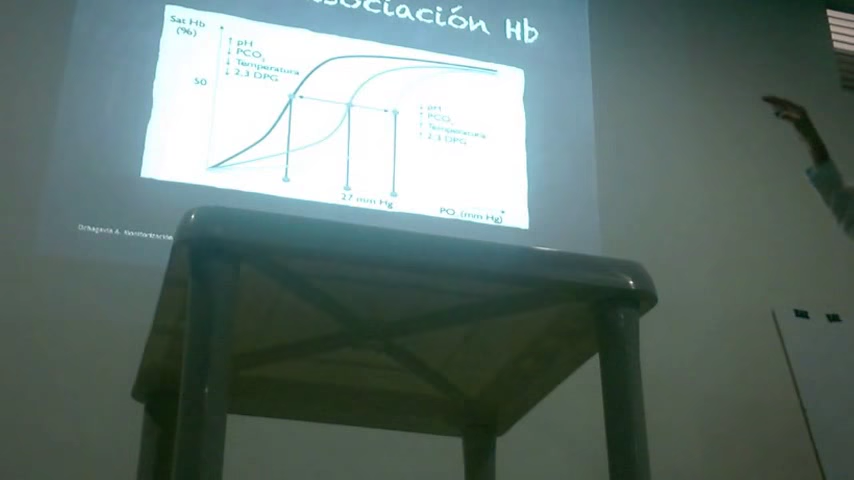 asociación Hb
Sat Hb
(%)
↑ pH
↓ PCO₂
↓ Temperatura
↓ 2,3 DPG
50
↓ pH
↑ PCO₂
↑ Temperatura
↑ 2,3 DPG
27 mm Hg
PO₂ (mm Hg)